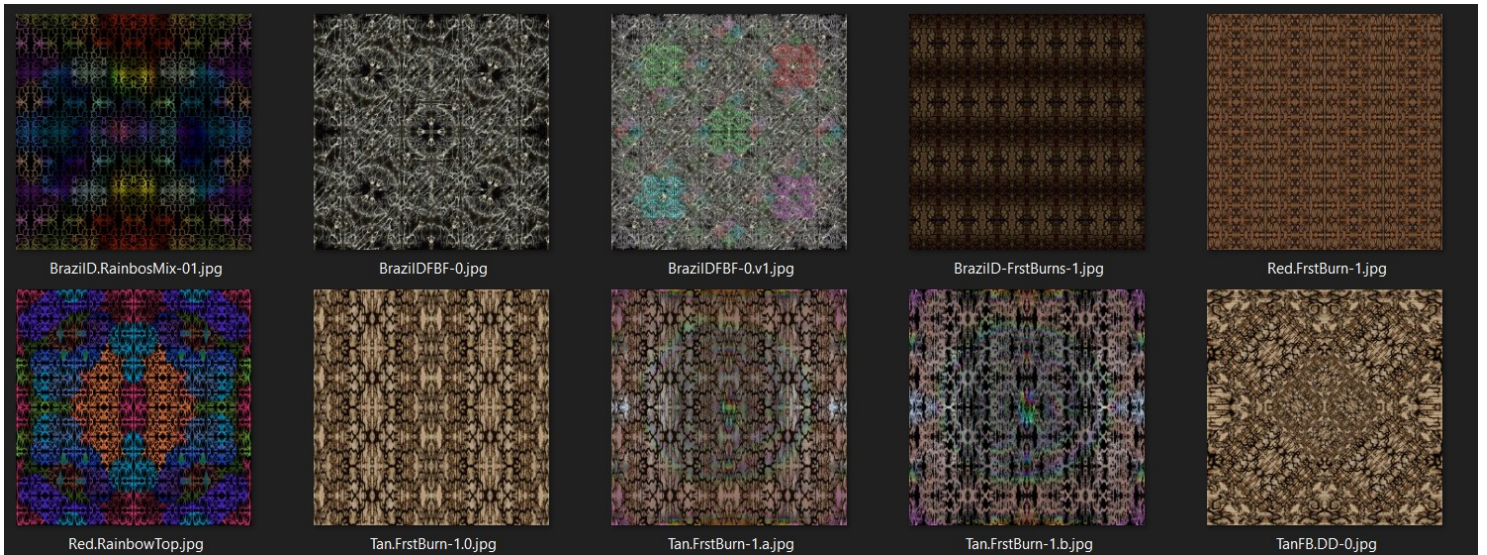 BrazilD.RainbosMix-01.jpg
BrazilDFBF-0.jpg
BrazilDFBF-0.v1.jpg
BrazilD-FrstBurns-1.jpg
Red.FrstBurn-1.jpg
Red.RainbowTop.jpg
Tan.FrstBurn-1.0.jpg
Tan.FrstBurn-1.a.jpg
Tan.FrstBurn-1.b.jpg
TanFB.DD-0.jpg